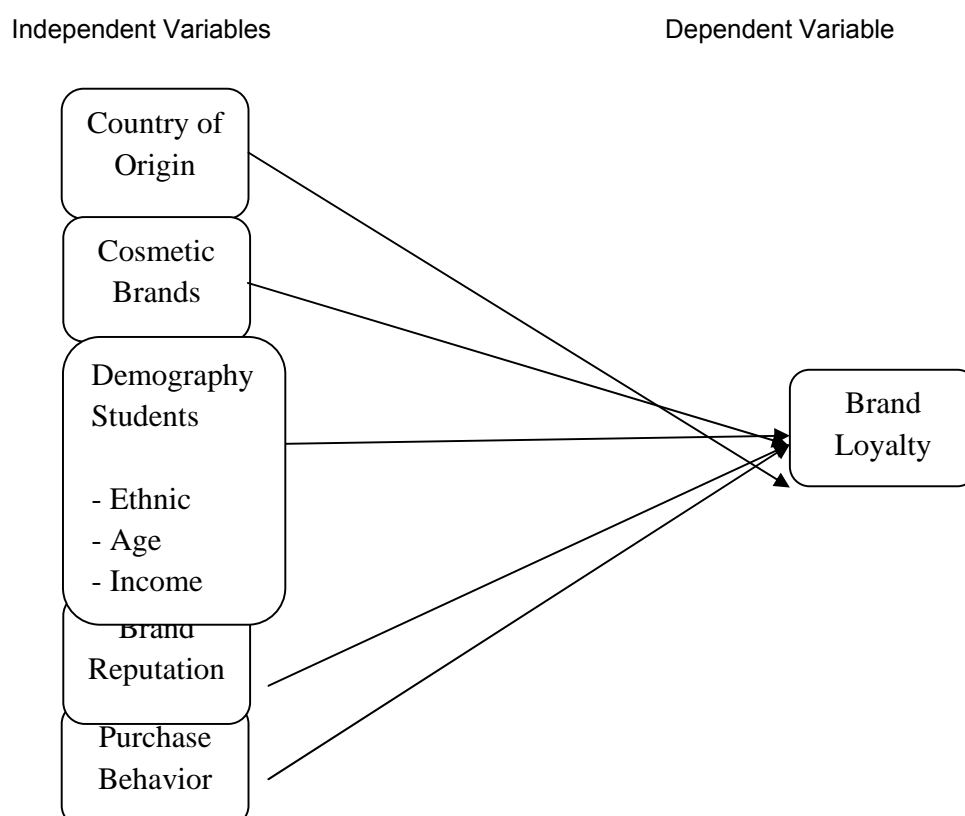 Independent Variables
Dependent Variable
Country of
Origin
Cosmetic
Brands
Demography
Students
- Ethnic
- Age
- Income
Brand
Reputation
Purchase
Behavior
Brand
Loyalty